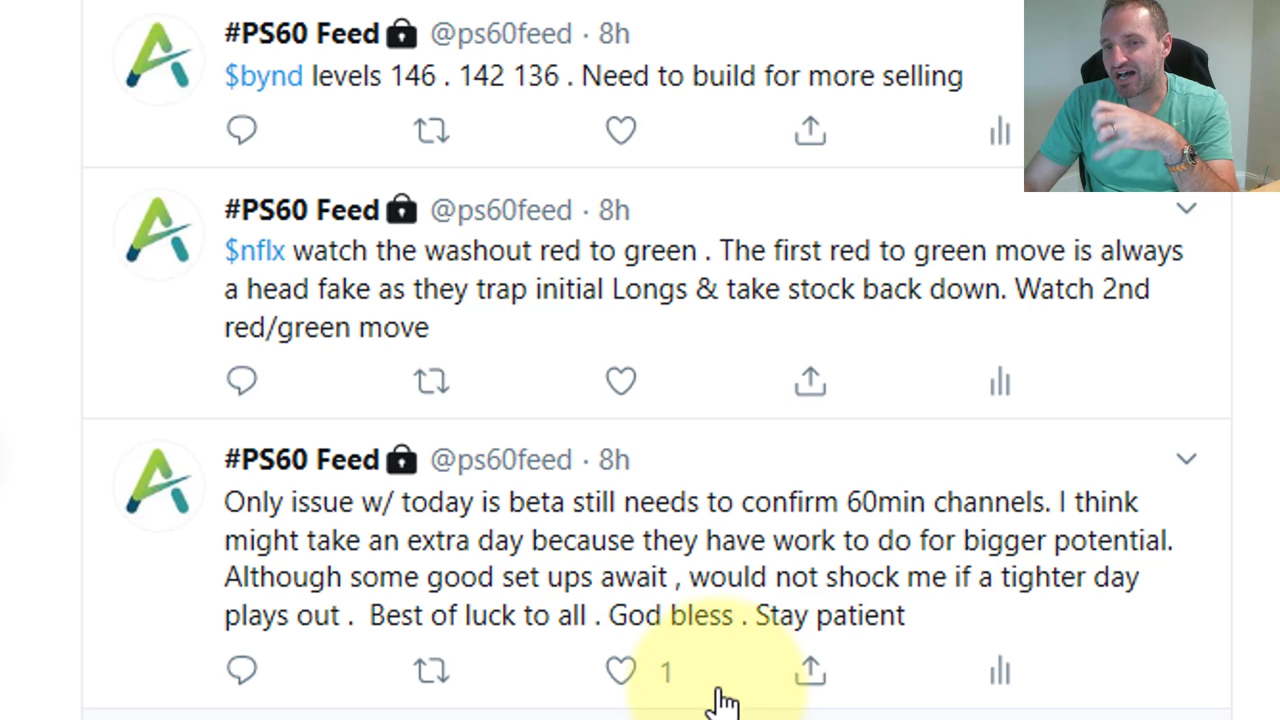 #PS60 Feed @ps60feed · 8h
$bynd levels 146 . 142 136 . Need to build for more selling
#PS60 Feed @ps60feed · 8h
$nflx watch the washout red to green . The first red to green move is always
a head fake as they trap initial Longs & take stock back down. Watch 2nd
red/green move
#PS60 Feed @ps60feed · 8h
Only issue w/ today is beta still needs to confirm 60min channels. I think
might take an extra day because they have work to do for bigger potential.
Although some good set ups await , would not shock me if a tighter day
plays out . Best of luck to all . God bless . Stay patient
1